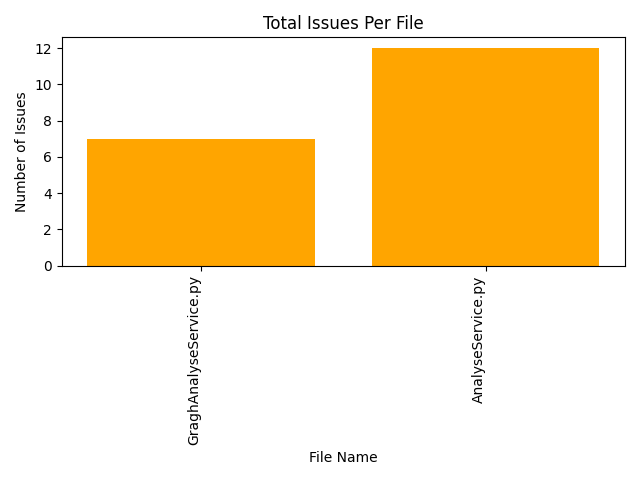 Total Issues Per File
Number of Issues
12
10
8
6
4
2
0
GraghAnalyseService.py
AnalyseService.py
File Name